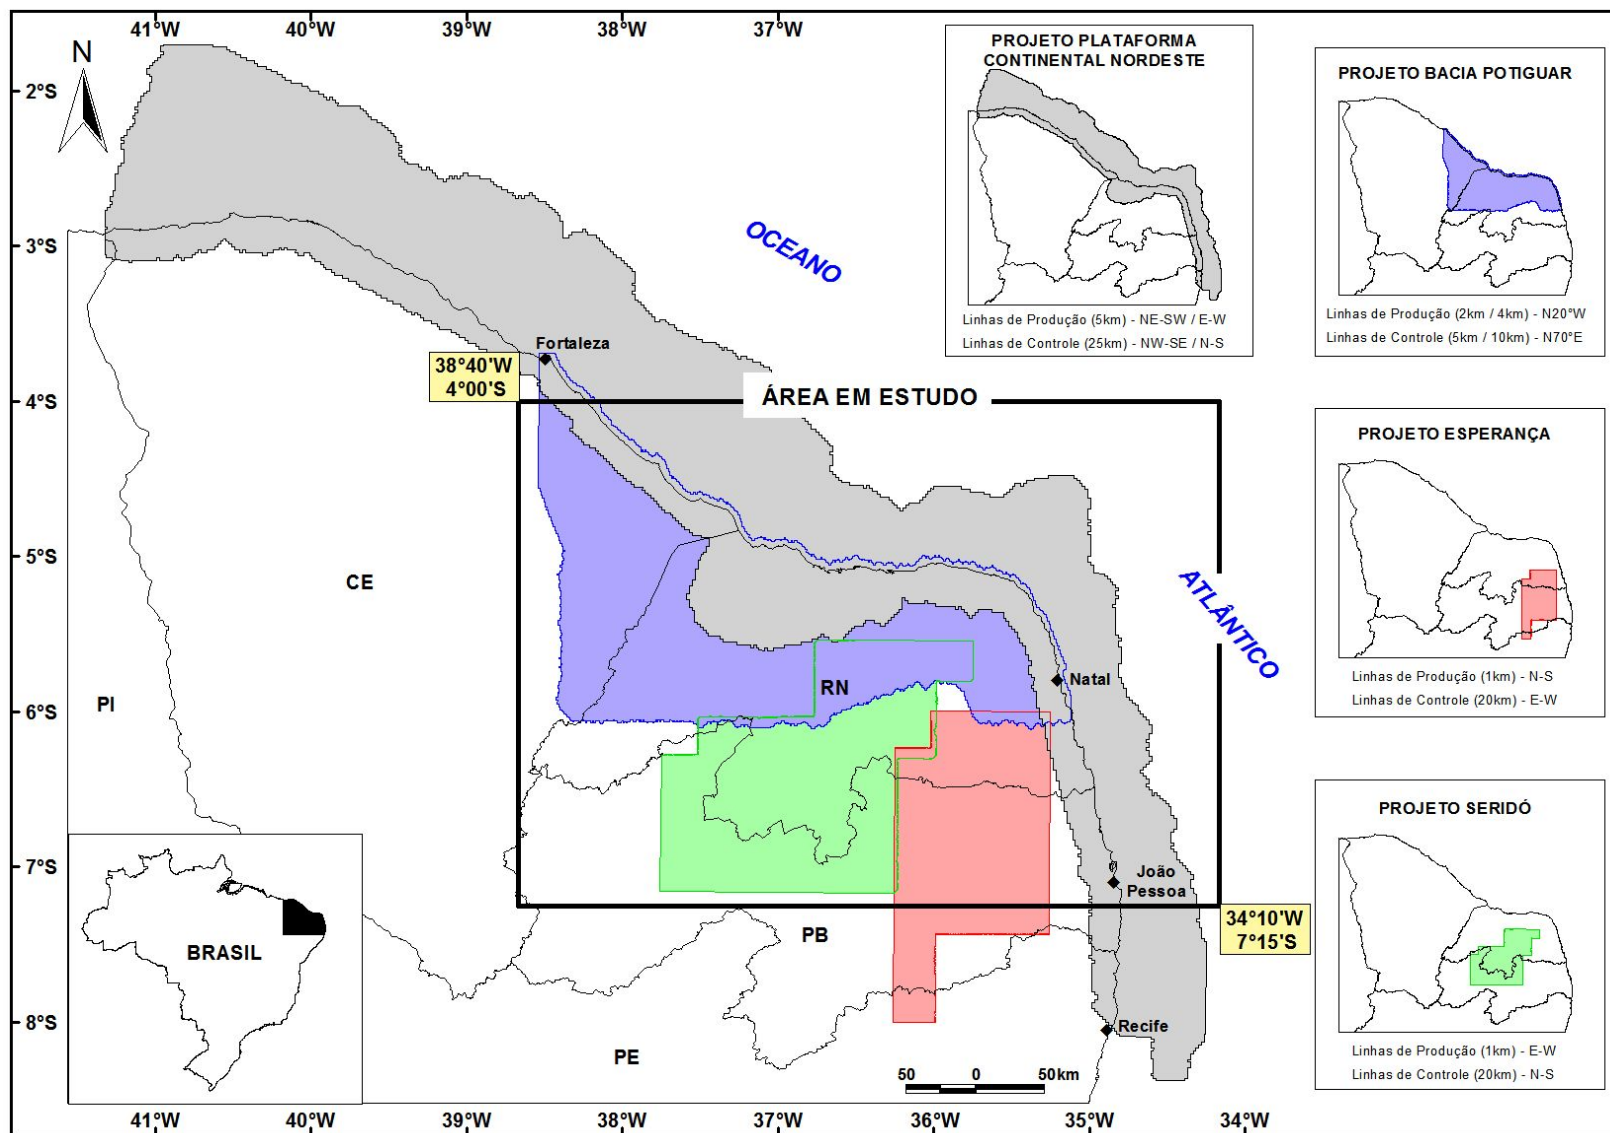 41°W 40°W 39°W 38°W 37°W
N
2°S
3°S
4°S
5°S
6°S
7°S
8°S
OCEANO
ATLÂNTICO
Fortaleza
38°40'W
4°00'S
ÁREA EM ESTUDO
CE
PI
RN
Natal
João
Pessoa
34°10'W
7°15'S
PB
Recife
PE
BRASIL
50 0 50km
41°W 40°W 39°W 38°W 37°W 36°W 35°W 34°W
PROJETO PLATAFORMA
CONTINENTAL NORDESTE
Linhas de Produção (5km) - NE-SW / E-W
Linhas de Controle (25km) - NW-SE / N-S
PROJETO BACIA POTIGUAR
Linhas de Produção (2km / 4km) - N20°W
Linhas de Controle (5km / 10km) - N70°E
PROJETO ESPERANÇA
Linhas de Produção (1km) - N-S
Linhas de Controle (20km) - E-W
PROJETO SERIDÓ
Linhas de Produção (1km) - E-W
Linhas de Controle (20km) - N-S